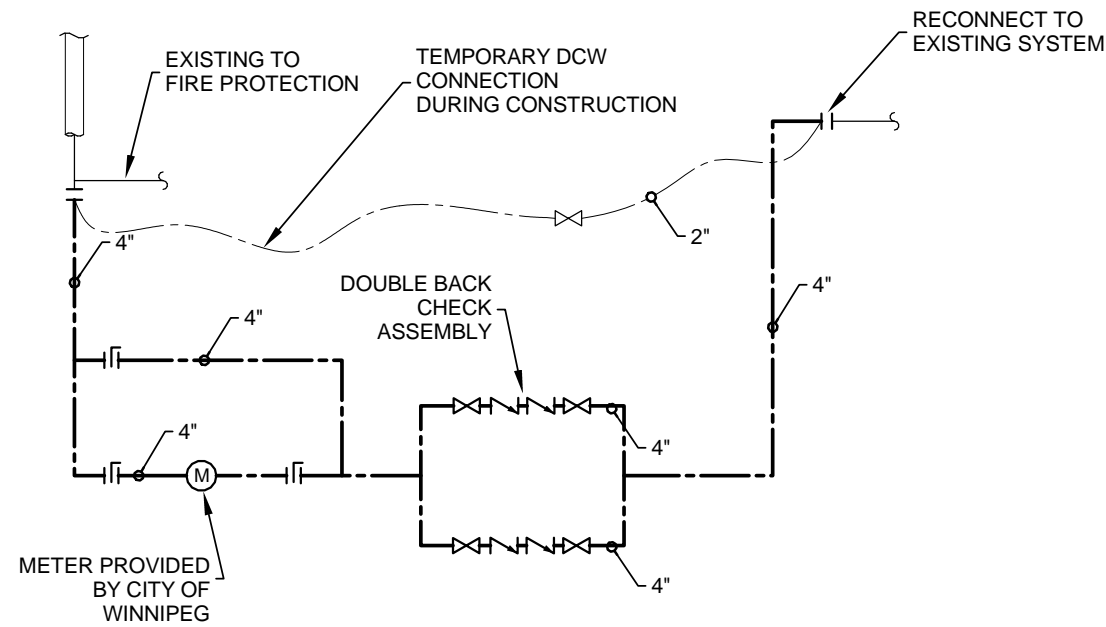 RECONNECT TO
EXISTING SYSTEM
EXISTING TO
FIRE PROTECTION
TEMPORARY DCW
CONNECTION
DURING CONSTRUCTION
4"
2"
DOUBLE BACK
CHECK
ASSEMBLY
4"
4"
4"
4"
M
METER PROVIDED
BY CITY OF
WINNIPEG
4"